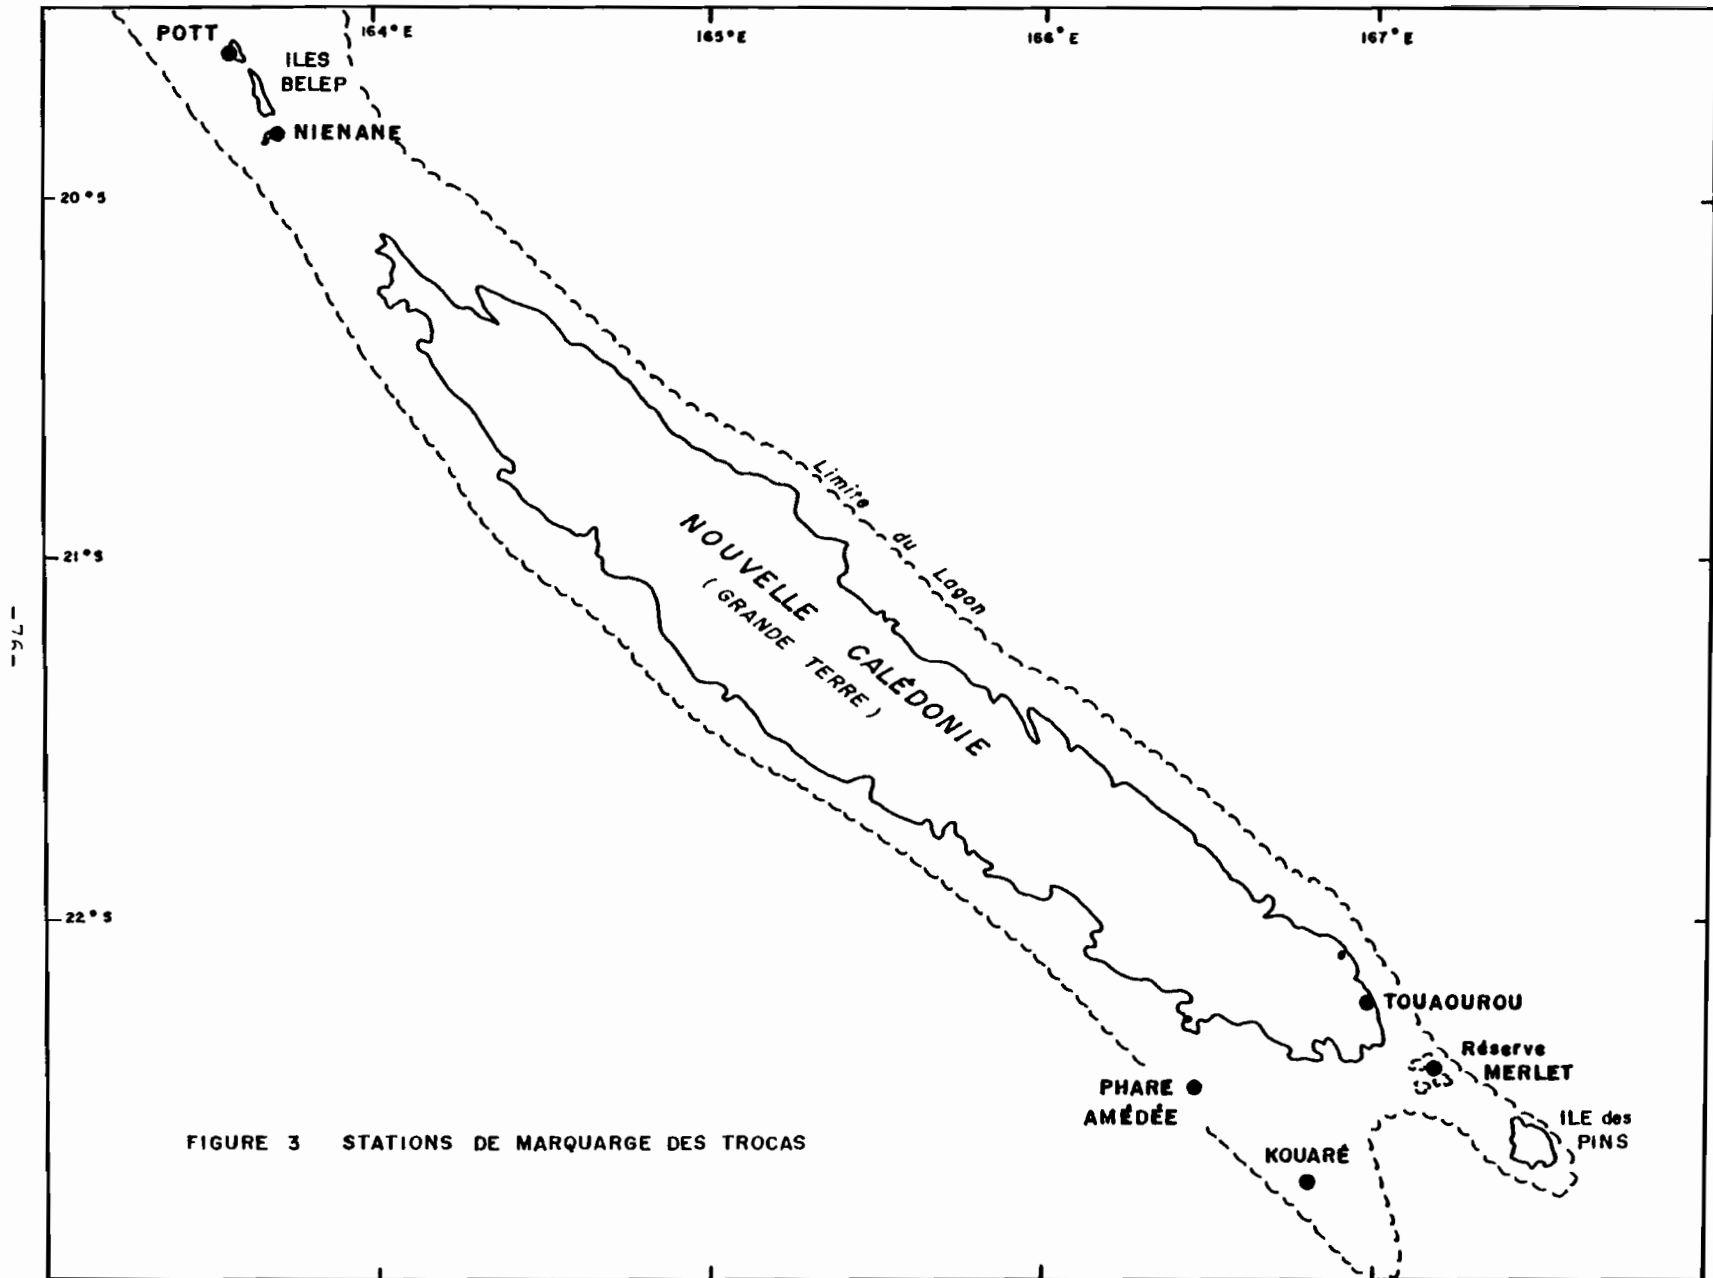 164°E
165°E
166°E
167°E
POTT
ILES
BELEP
NIENANE
20°S
Limite du Lagon
NOUVELLE CALÉDONIE
(GRANDE TERRE)
21°S
-76-
22°S
TOUAOUROU
Réserve
MERLET
PHARE
AMÉDÉE
ILE des
PINS
KOUARÉ
FIGURE 3 STATIONS DE MARQUARGE DES TROCAS